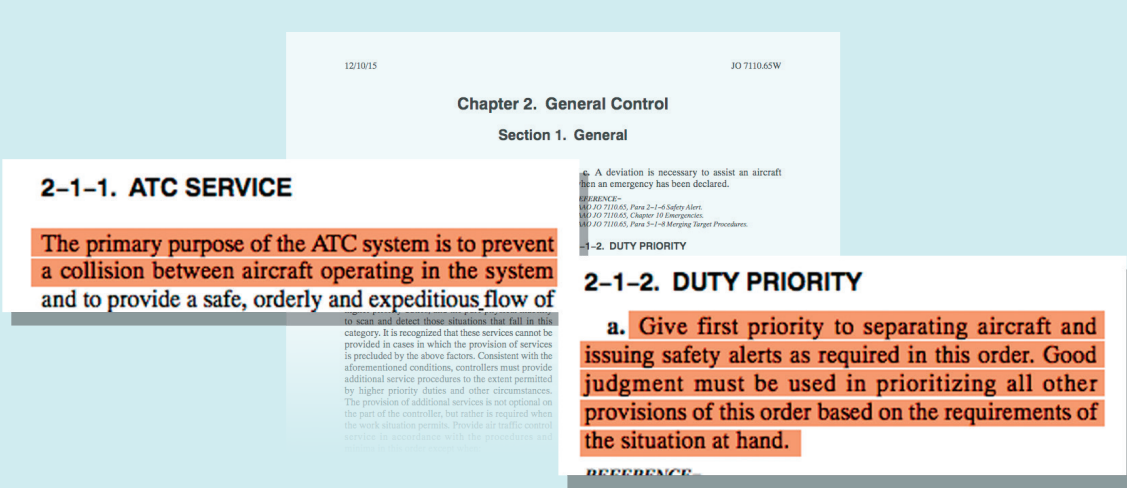 12/10/15
JO 7110.65W
Chapter 2. General Control
Section 1. General
2–1–1. ATC SERVICE
The primary purpose of the ATC system is to prevent
a collision between aircraft operating in the system
and to provide a safe, orderly and expeditious flow of
to scan and detect those situations that fall in this
category. It is recognized that these services cannot be
provided in cases in which the provision of services
is precluded by the above factors. Consistent with the
aforementioned conditions, controllers must provide
additional service procedures to the extent permitted
by higher priority duties and other circumstances.
The provision of additional services is not optional on
the part of the controller, but rather is required when
the work situation permits. Provide air traffic control
service in accordance with the procedures and
c. A deviation is necessary to assist an aircraft
when an emergency has been declared.
REFERENCE–
FAAO JO 7110.65, Para 2–1–6 Safety Alert.
FAAO JO 7110.65, Chapter 10 Emergencies.
FAAO JO 7110.65, Para 5–1–8 Merging Target Procedures.
–1–2. DUTY PRIORITY
2–1–2. DUTY PRIORITY
a. Give first priority to separating aircraft and
issuing safety alerts as required in this order. Good
judgment must be used in prioritizing all other
provisions of this order based on the requirements of
the situation at hand.
REFERENCE–